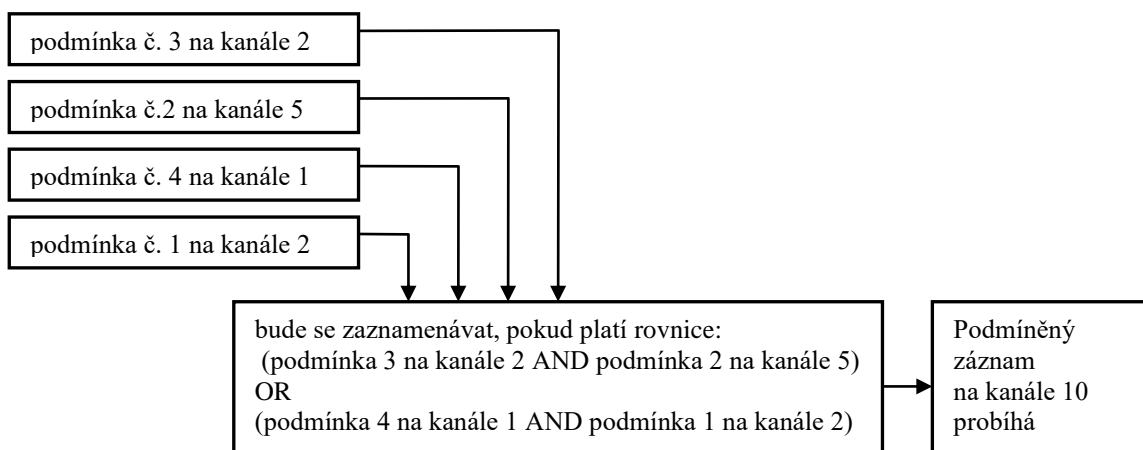 podmínka č. 3 na kanále 2
podmínka č.2 na kanále 5
podmínka č. 4 na kanále 1
podmínka č. 1 na kanále 2
bude se zaznamenávat, pokud platí rovnice:
(podmínka 3 na kanále 2 AND podmínka 2 na kanále 5)
OR
(podmínka 4 na kanále 1 AND podmínka 1 na kanále 2)
Podmíněný
záznam
na kanále 10
probíhá